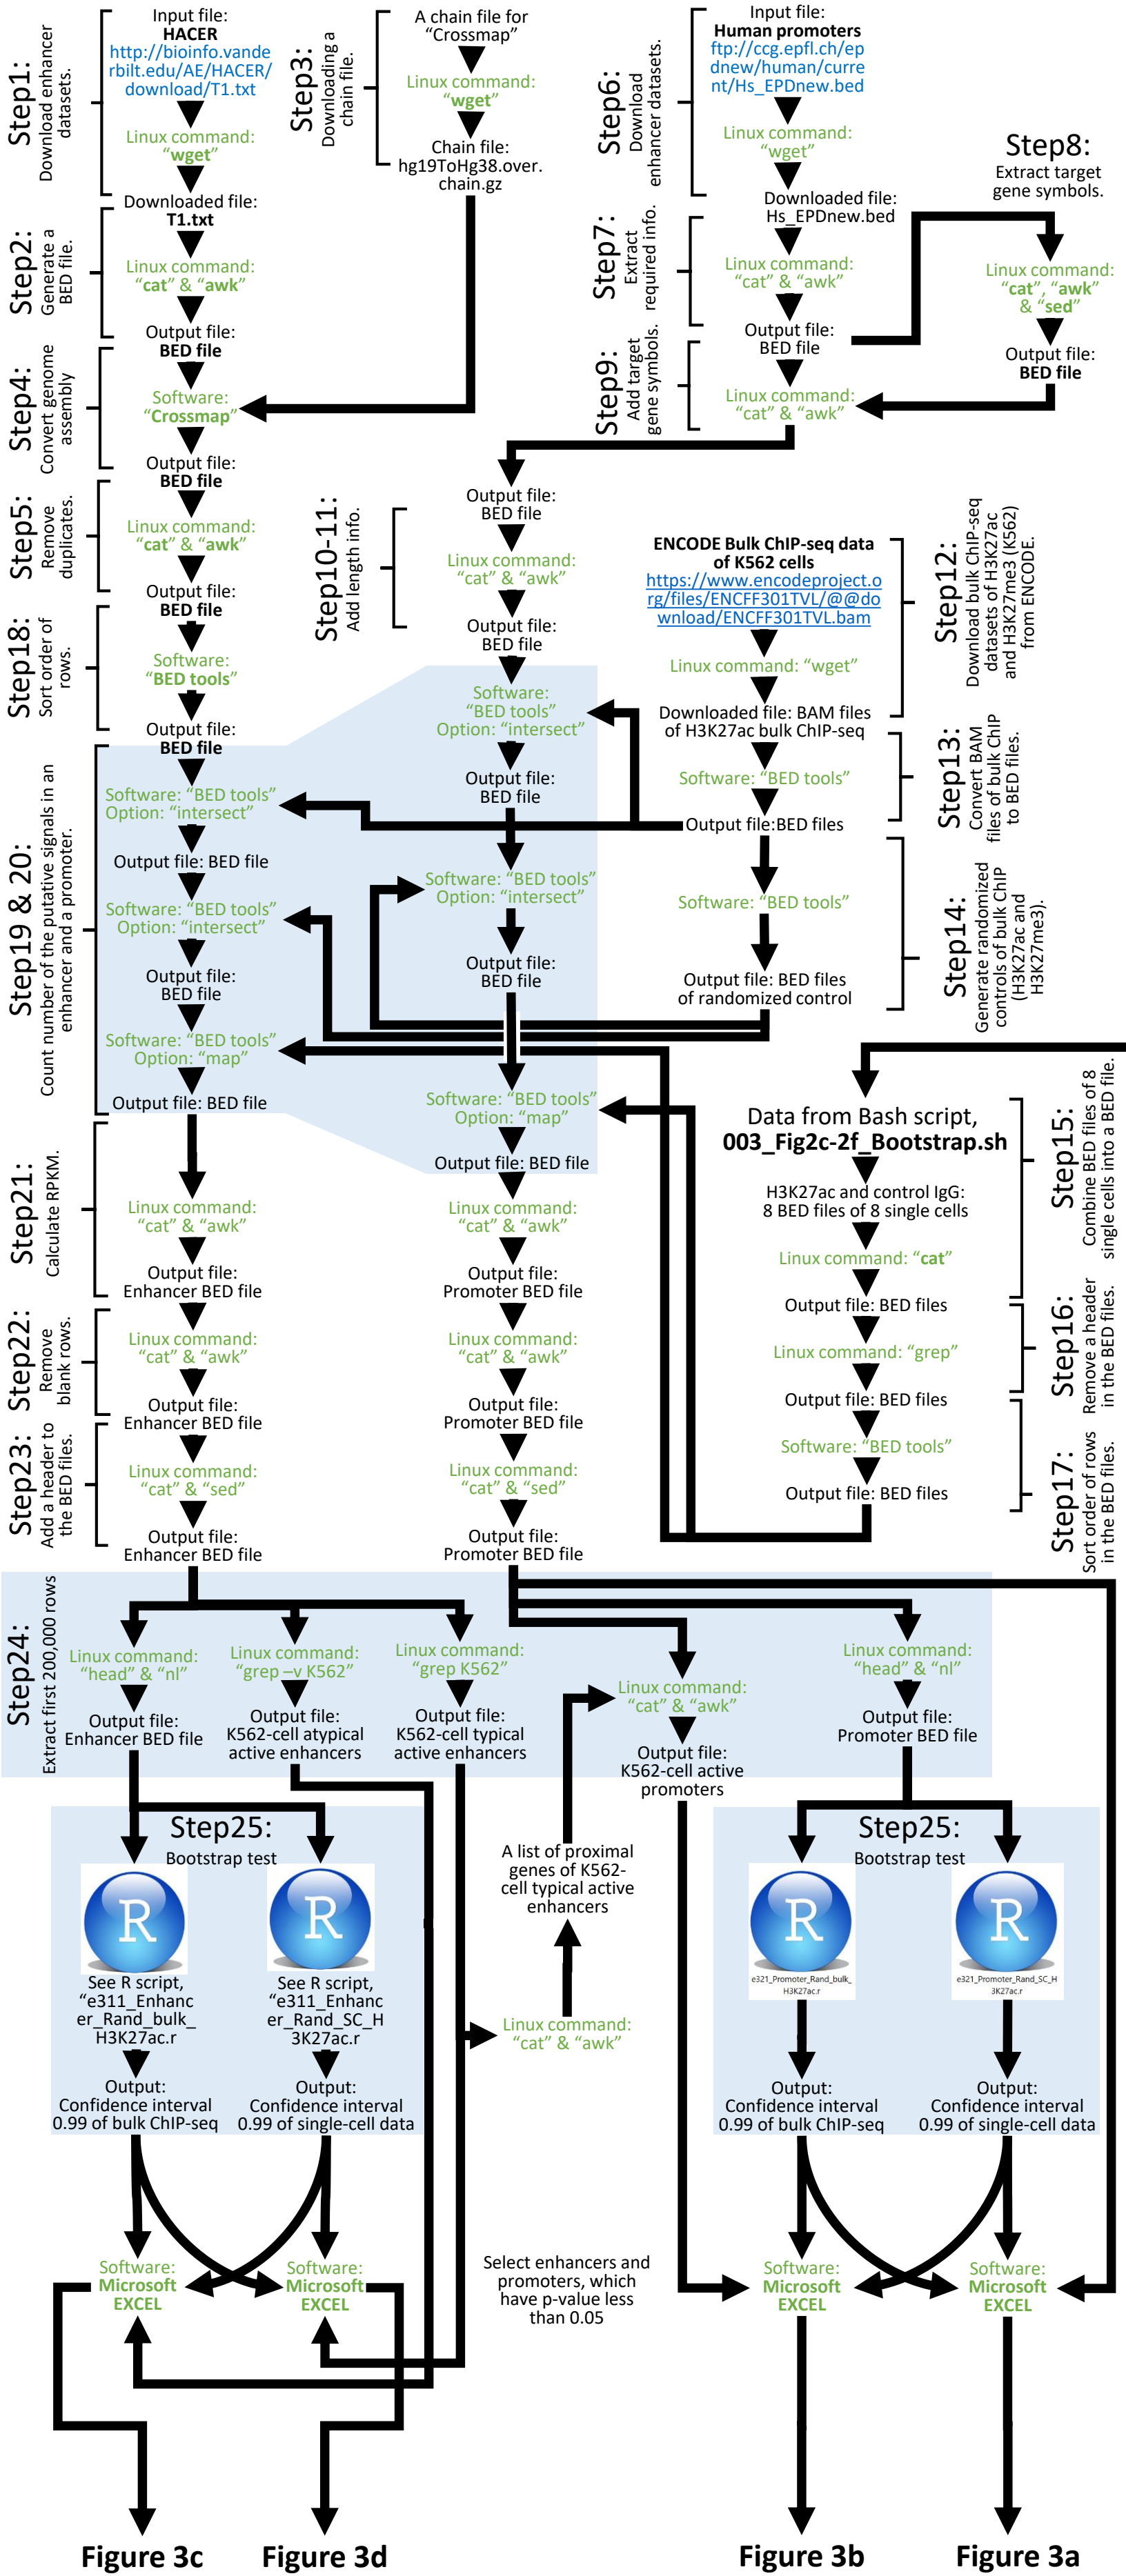 Step1:
Download enhancer
datasets.
Input file:
HACER
http://bioinfo.vande
rbilt.edu/AE/HACER/
download/T1.txt
Linux command:
“wget”
Downloaded file:
T1.txt
Step2:
Generate a
BED file.
Linux command:
“cat” & “awk”
Output file:
BED file
Step3:
Downloading a
chain file.
A chain file for
“Crossmap”
Linux command:
“wget”
Chain file:
hg19ToHg38.over.
chain.gz
Step4:
Convert genome
assembly
Software:
“Crossmap”
Output file:
BED file
Step5:
Remove
duplicates.
Linux command:
“cat” & “awk”
Output file:
BED file
Step6:
Download
enhancer datasets.
Input file:
Human promoters
ftp://ccg.epfl.ch/ep
dnew/human/curre
nt/Hs_EPDnew.bed
Linux command:
“wget”
Downloaded file:
Hs_EPDnew.bed
Step7:
Extract
required info.
Linux command:
“cat” & “awk”
Output file:
BED file
Step8:
Extract target
gene symbols.
Linux command:
“cat”, “awk”
& “sed”
Output file:
BED file
Step9:
Add target
gene symbols.
Linux command:
“cat” & “awk”
Output file:
BED file
Step10-11:
Add length info.
Linux command:
“cat” & “awk”
Output file:
BED file
Step12:
Download bulk ChIP-seq
datasets of H3K27ac
and H3K27me3 (K562)
from ENCODE.
ENCODE Bulk ChIP-seq data
of K562 cells
https://www.encodeproject.o
rg/files/ENCFF301TVL/@@do
wnload/ENCFF301TVL.bam
Linux command: “wget”
Downloaded file: BAM files
of H3K27ac bulk ChIP-seq
Step13:
Convert BAM
files of bulk ChIP
to BED files.
Software: “BED tools”
Output file:BED files
Step14:
Generate randomized
controls of bulk ChIP
(H3K27ac and
H3K27me3).
Software: “BED tools”
Output file: BED files
of randomized control
Step18:
Sort order of
rows.
Software:
“BED tools”
Output file:
BED file
Step19 & 20:
Count number of the putative signals in an
enhancer and a promoter.
Software: “BED tools”
Option: “intersect”
Output file: BED file
Software: “BED tools”
Option: “intersect”
Output file:
BED file
Software: “BED tools”
Option: “map”
Output file: BED file
Software:
“BED tools”
Option: “intersect”
Output file:
BED file
Software: “BED tools”
Option: “intersect”
Output file:
BED file
Software: “BED tools”
Option: “map”
Output file: BED file
Step15:
Combine BED files of 8
single cells into a BED file.
Data from Bash script,
003_Fig2c-2f_Bootstrap.sh
H3K27ac and control IgG:
8 BED files of 8 single cells
Linux command: “cat”
Output file: BED files
Step16:
Remove a header
in the BED files.
Linux command: “grep”
Output file: BED files
Step17:
Sort order of rows
in the BED files.
Software: “BED tools”
Output file: BED files
Step21:
Calculate RPKM.
Linux command:
“cat” & “awk”
Output file:
Enhancer BED file
Linux command:
“cat” & “awk”
Output file:
Promoter BED file
Step22:
Remove
blank rows.
Linux command:
“cat” & “awk”
Output file:
Enhancer BED file
Linux command:
“cat” & “awk”
Output file:
Promoter BED file
Step23:
Add a header to
the BED files.
Linux command:
“cat” & “sed”
Output file:
Enhancer BED file
Linux command:
“cat” & “sed”
Output file:
Promoter BED file
Step24:
Extract first 200,000 rows
Linux command:
“head” & “nl”
Output file:
Enhancer BED file
Linux command:
“grep –v K562”
Output file:
K562-cell atypical
active enhancers
Linux command:
“grep K562”
Output file:
K562-cell typical
active enhancers
Linux command:
“cat” & “awk”
Output file:
K562-cell active
promoters
Linux command:
“head” & “nl”
Output file:
Promoter BED file
Step25:
Bootstrap test
R
R
See R script,
“e311_Enhanc
er_Rand_bulk_
H3K27ac.r
See R script,
“e311_Enhanc
er_Rand_SC_H
3K27ac.r
Output:
Confidence interval
0.99 of bulk ChIP-seq
Output:
Confidence interval
0.99 of single-cell data
A list of proximal
genes of K562-
cell typical active
enhancers
Linux command:
“cat” & “awk”
Step25:
Bootstrap test
R
R
e321_Promoter_Rand_bulk_
H3K27ac.r
e321_Promoter_Rand_SC_H
3K27ac.r
Output:
Confidence interval
0.99 of bulk ChIP-seq
Output:
Confidence interval
0.99 of single-cell data
Software:
Microsoft
EXCEL
Software:
Microsoft
EXCEL
Select enhancers and
promoters, which
have p-value less
than 0.05
Software:
Microsoft
EXCEL
Software:
Microsoft
EXCEL
Figure 3c
Figure 3d
Figure 3b
Figure 3a